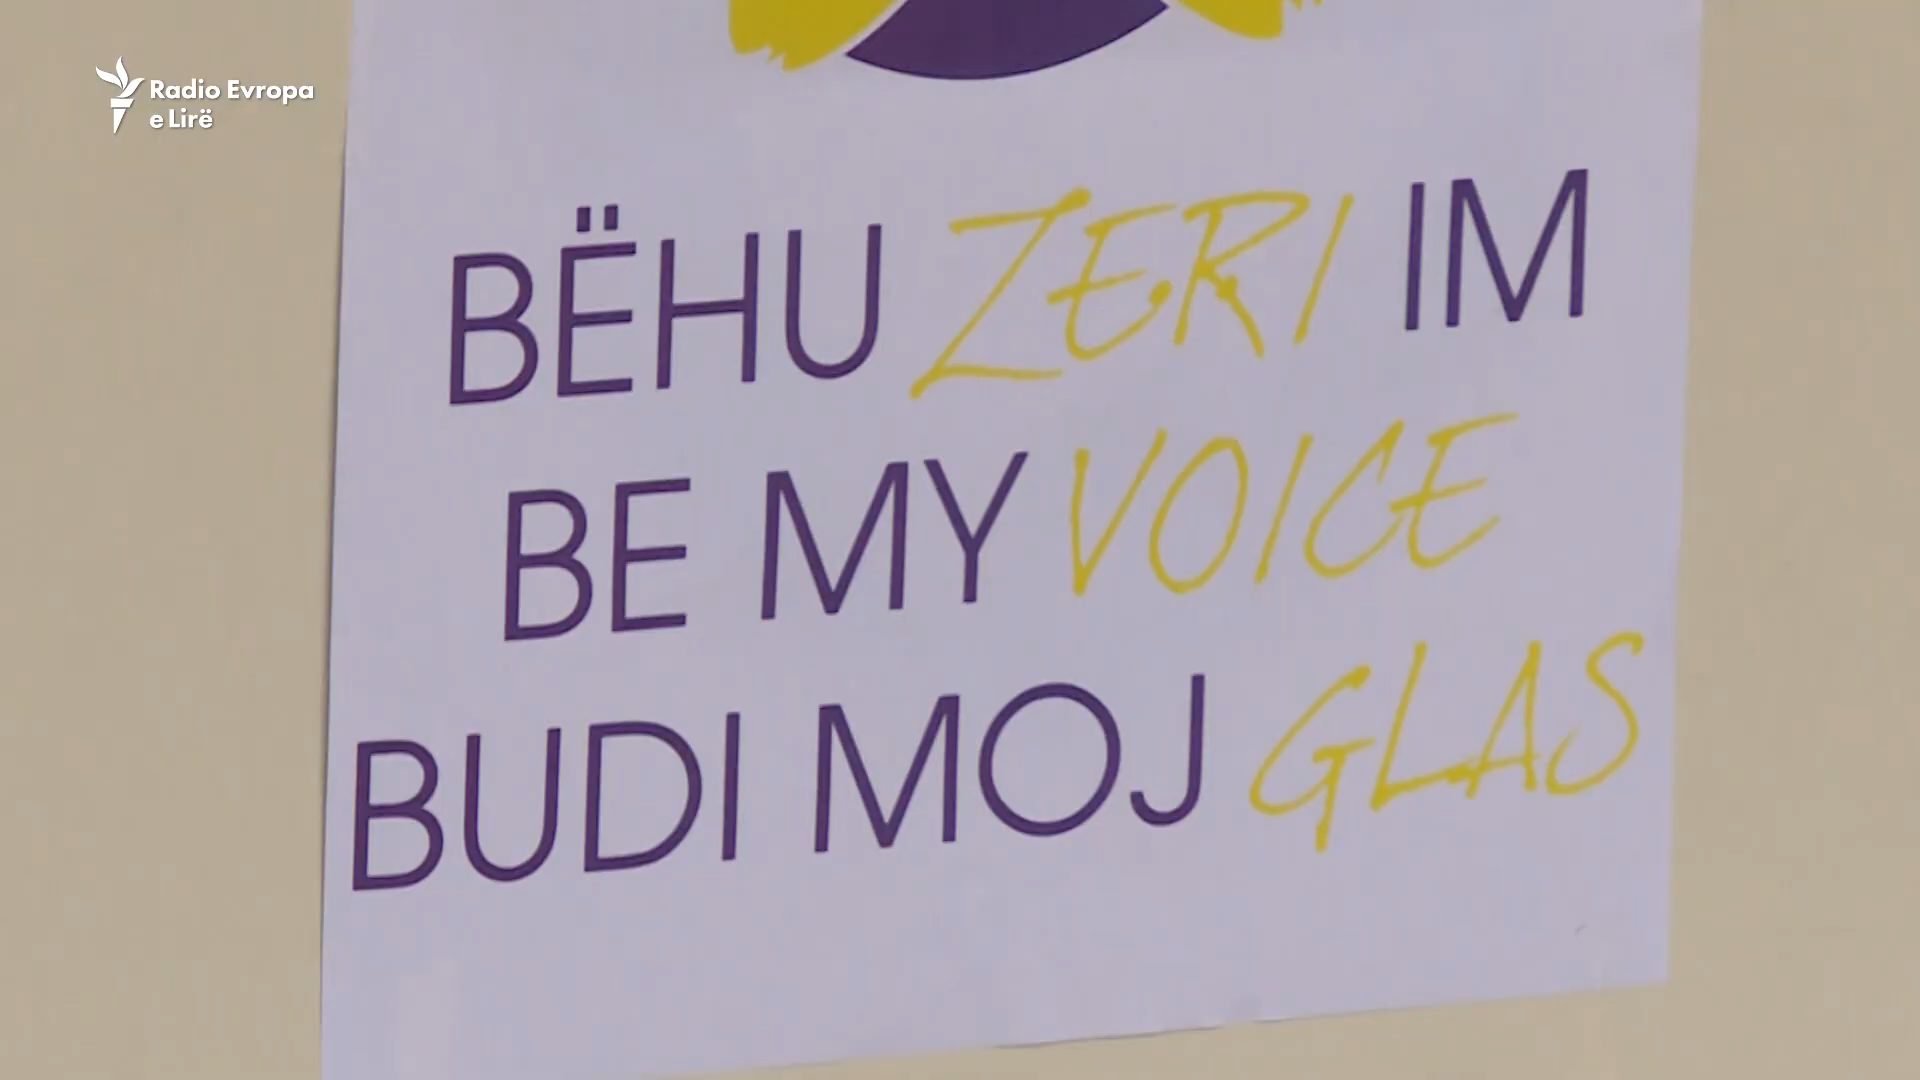 Radio Evropa
e Lirë
BËHU ZERI IM
BE MY VOICE
BUDI MOJ GLAS